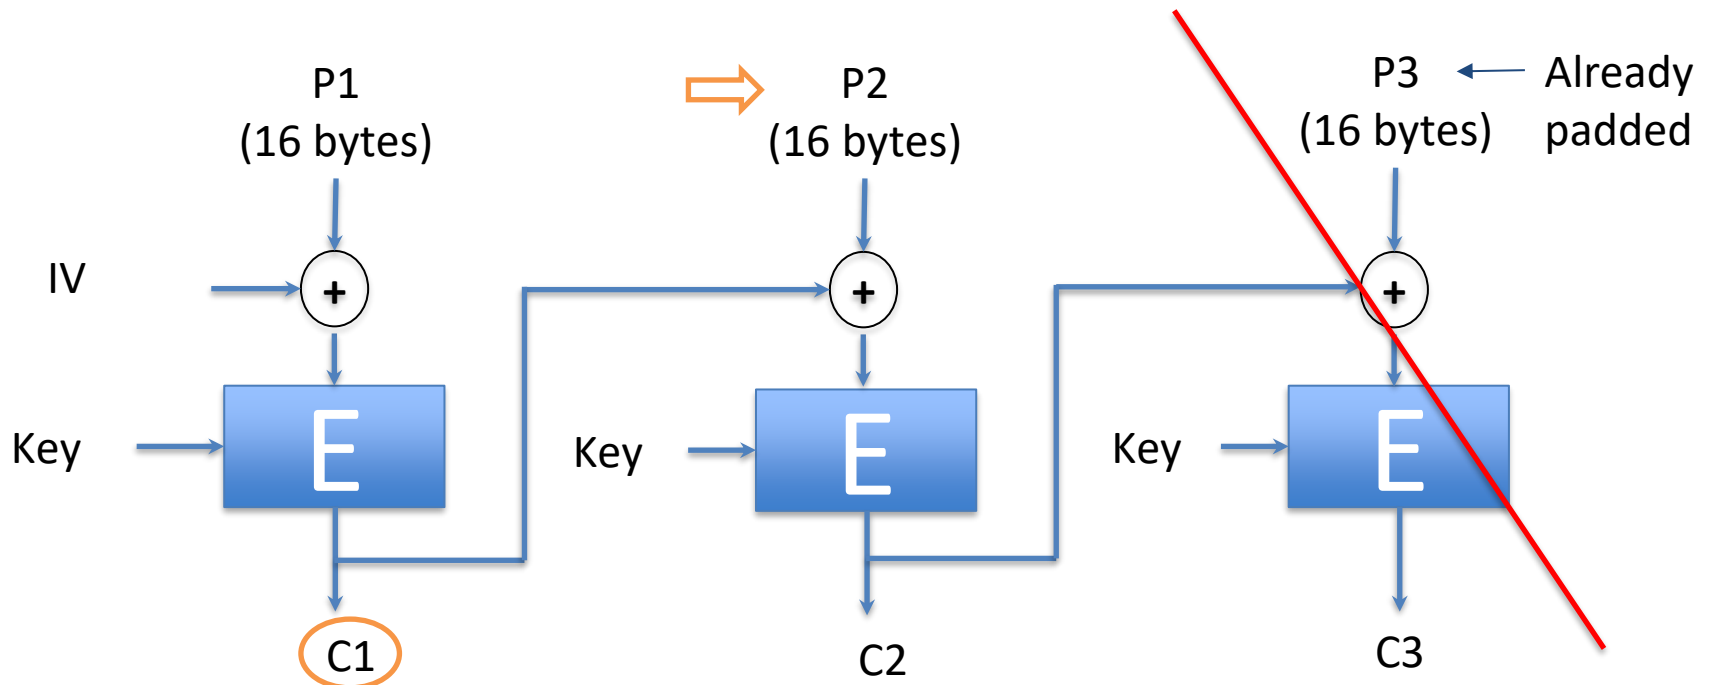 P1
(16 bytes)
P2
(16 bytes)
P3
(16 bytes)
Already
padded
IV
+
+
+
Key
E
Key
E
Key
E
C1
C2
C3